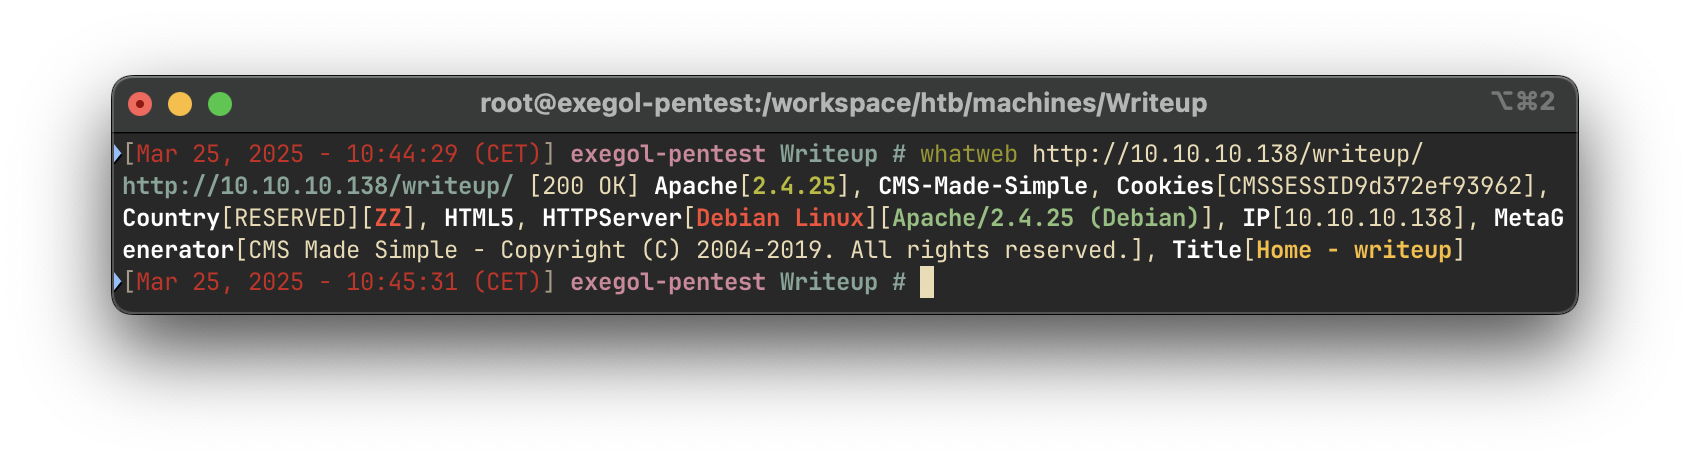 root@exegol-pentest:/workspace/htb/machines/Writeup ⌥⌘2
[Mar 25, 2025 - 10:44:29 (CET)] exegol-pentest Writeup # whatweb http://10.10.10.138/writeup/
http://10.10.10.138/writeup/ [200 OK] Apache[2.4.25], CMS-Made-Simple, Cookies[CMSSESSID9d372ef93962],
Country[RESERVED][ZZ], HTML5, HTTPServer[Debian Linux][Apache/2.4.25 (Debian)], IP[10.10.10.138], MetaG
enerator[CMS Made Simple - Copyright (C) 2004-2019. All rights reserved.], Title[Home - writeup]
[Mar 25, 2025 - 10:45:31 (CET)] exegol-pentest Writeup #